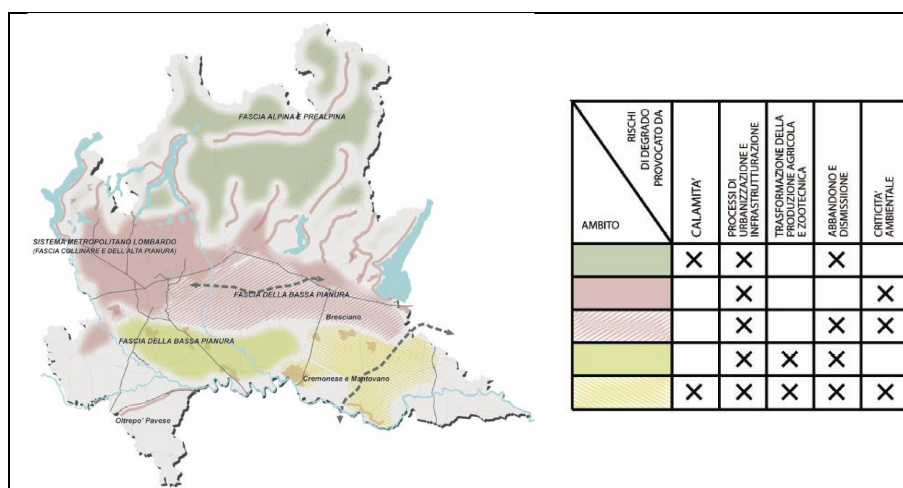 FASCIA ALPINA E PREALPINA
SISTEMA METROPOLITANO LOMBARDO
(FASCIA COLLINARE E DELL'ALTA PIANURA)
FASCIA DELLA BASSA PIANURA
Bresciano
FASCIA DELLA BASSA PIANURA
Cremonese e Mantovano
Oltrepo' Pavese
RISCHI
DI DEGRADO
PROVOCATO DA
AMBITO
CALAMITA'
PROCESSI DI
URBANIZZAZIONE E
INFRASTRUTTURAZIONE
TRASFORMAZIONE DELLA
PRODUZIONE AGRICOLA
E ZOOTECNICA
ABBANDONO E
DISMISSIIONE
CRITICITA'
AMBIENTALE
X X X
X X
X X X
X X X
X X X X X